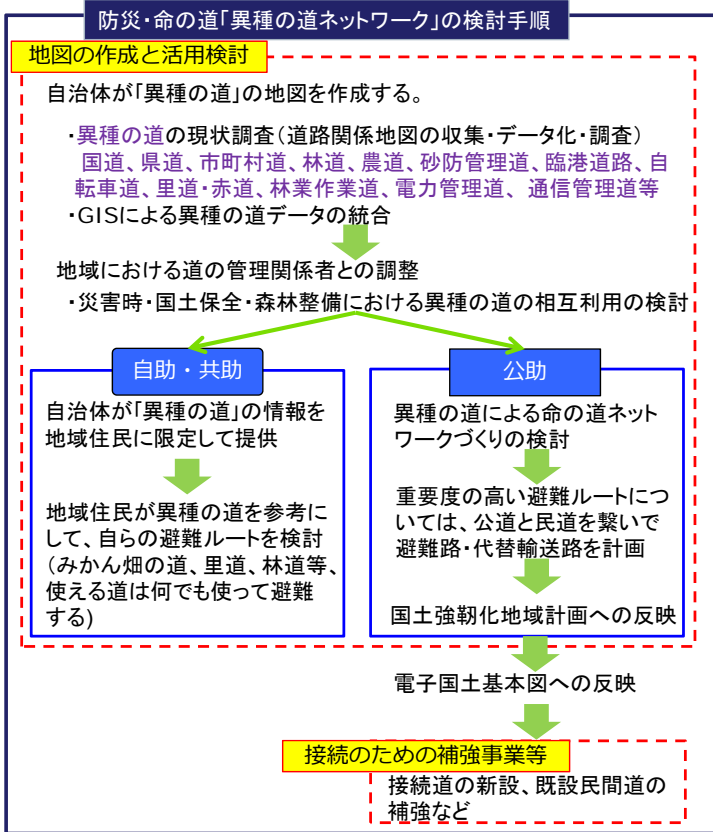 防災・命の道「異種の道ネットワーク」の検討手順
地図の作成と活用検討
自治体が「異種の道」の地図を作成する。
・異種の道の現状調査(道路関係地図の収集・データ化・調査)
国道、県道、市町村道、林道、農道、砂防管理道、臨港道路、自
転車道、里道・赤道、林業作業道、電力管理道、 通信管理道等
・GISによる異種の道データの統合
地域における道の管理関係者との調整
・災害時・国土保全・森林整備における異種の道の相互利用の検討
自助・共助
自治体が「異種の道」の情報を
地域住民に限定して提供
地域住民が異種の道を参考に
して、自らの避難ルートを検討
(みかん畑の道、里道、林道等、
使える道は何でも使って避難
する)
公助
異種の道による命の道ネット
ワークづくりの検討
重要度の高い避難ルートにつ
いては、公道と民道を繋いで
避難路・代替輸送路を計画
国土強靭化地域計画への反映
電子国土基本図への反映
接続のための補強事業等
接続道の新設、既設民間道の
補強など